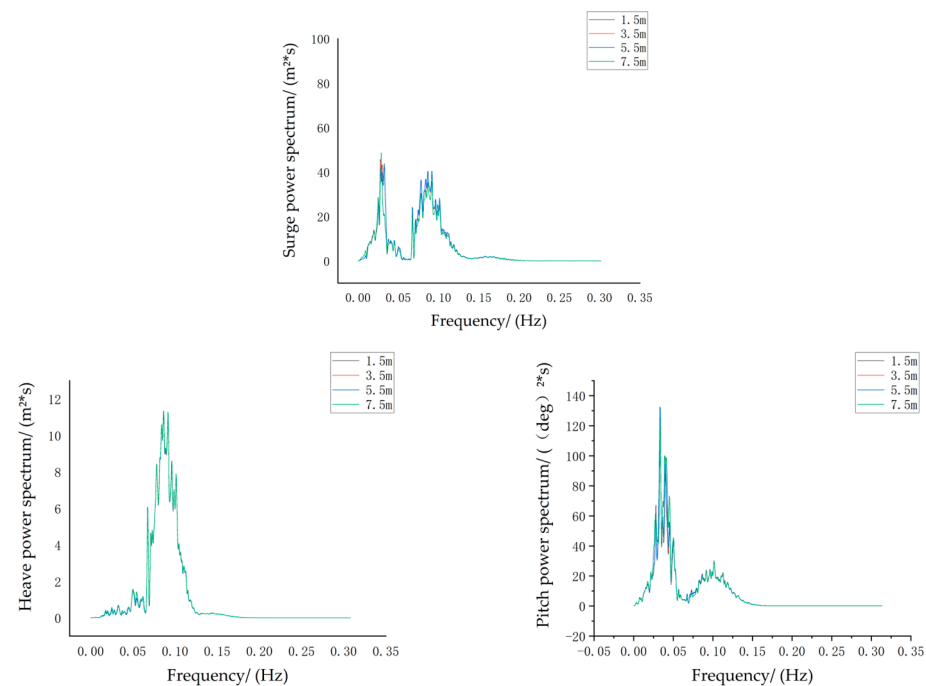 1.5m
3.5m
5.5m
7.5m
Surge power spectrum/ (m²*s)
100
80
60
40
20
0
0.00 0.05 0.10 0.15 0.20 0.25 0.30 0.35
Frequency/ (Hz)
1.5m
3.5m
5.5m
7.5m
Heave power spectrum/ (m²*s)
12
10
8
6
4
2
0
0.00 0.05 0.10 0.15 0.20 0.25 0.30 0.35
Frequency/ (Hz)
1.5m
3.5m
5.5m
7.5m
Pitch power spectrum/ (（deg）²*s)
140
120
100
80
60
40
20
0
-20
-0.05 0.00 0.05 0.10 0.15 0.20 0.25 0.30 0.35
Frequency/ (Hz)